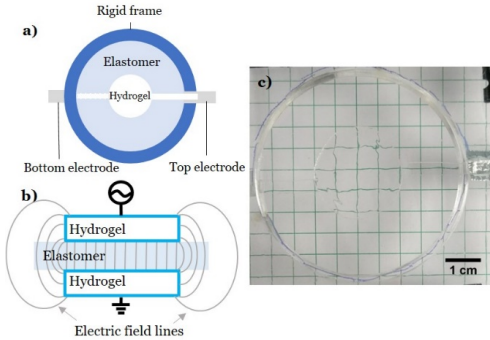 Rigid frame
a)
Elastomer
Hydrogel
Bottom electrode
Top electrode
b)
Hydrogel
Elastomer
Hydrogel
Electric field lines
c)
1 cm